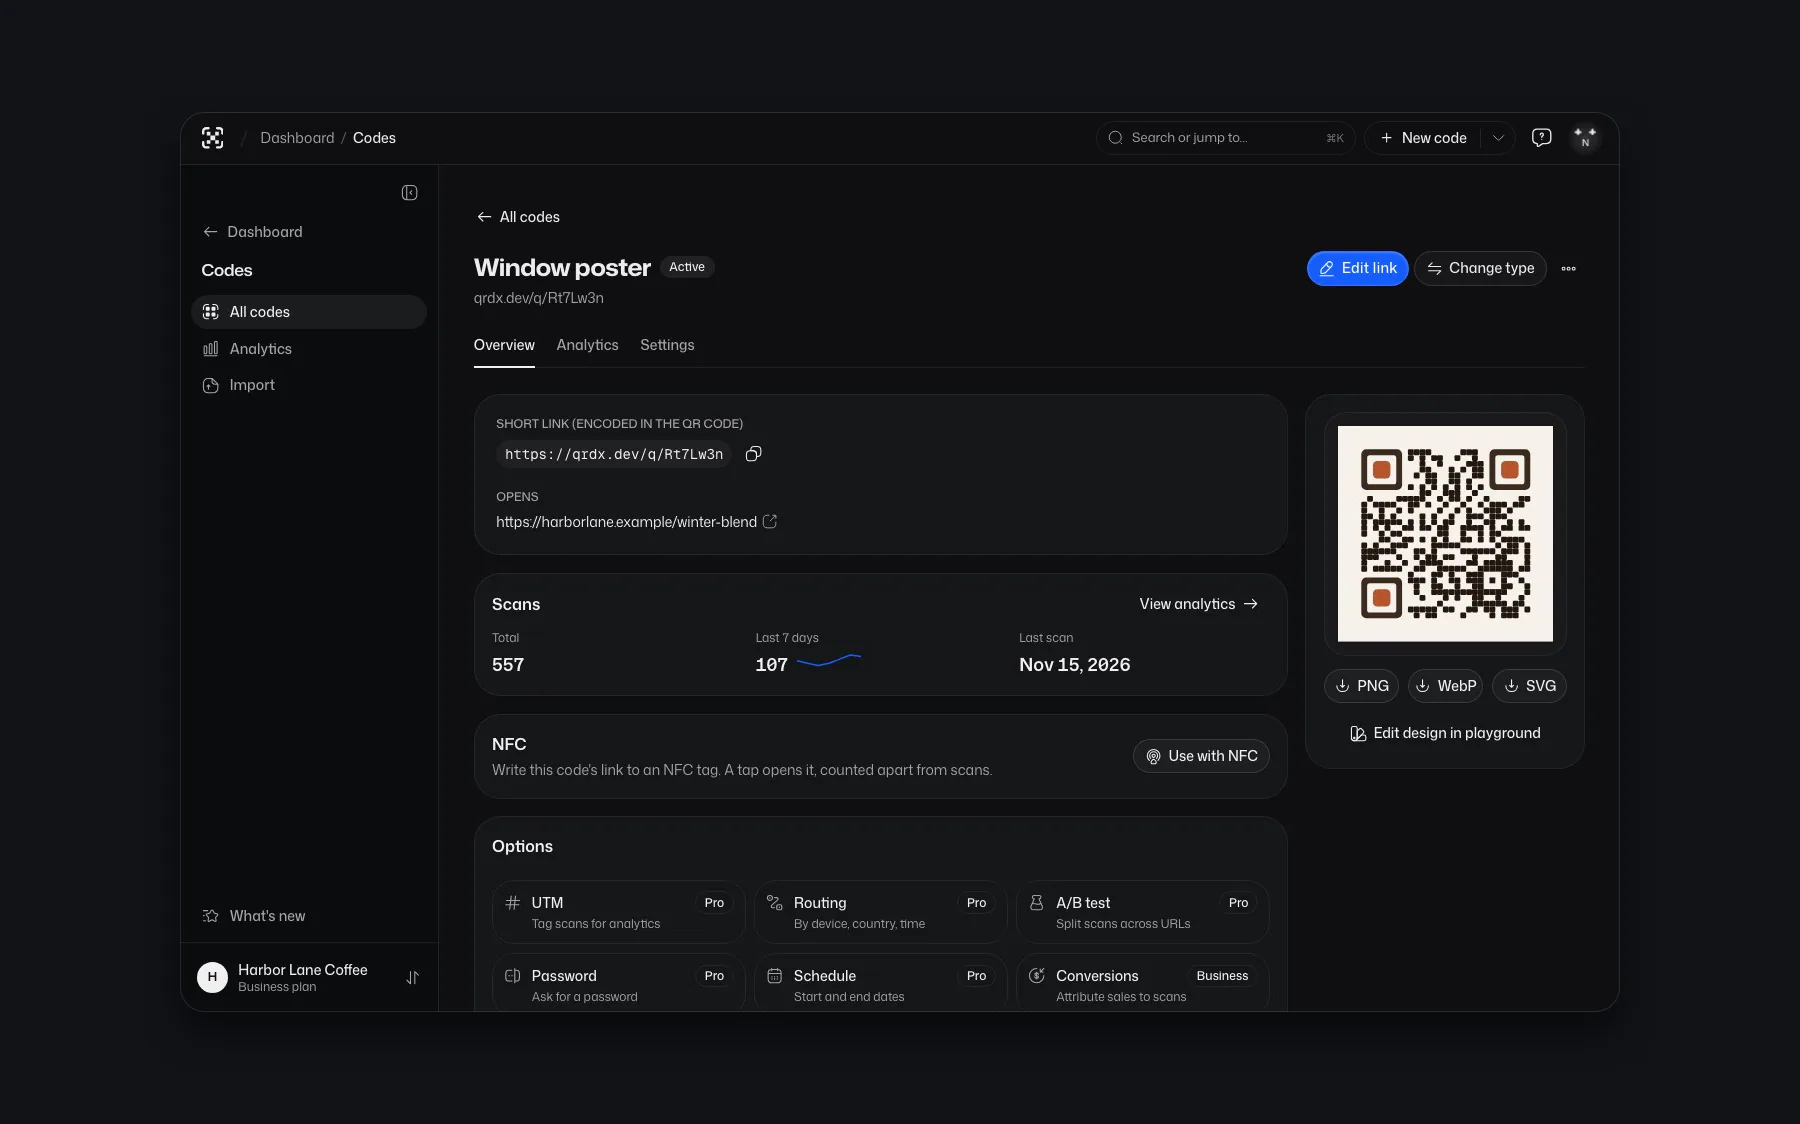 / Dashboard / Codes
Search or jump to...
⌘K
+ New code
N
Dashboard
Codes
All codes
Analytics
Import
What's new
H
Harbor Lane Coffee
Business plan
All codes
Window poster
Active
qrdx.dev/q/Rt7Lw3n
Edit link
Change type
Overview
Analytics
Settings
SHORT LINK (ENCODED IN THE QR CODE)
https://qrdx.dev/q/Rt7Lw3n
OPENS
https://harborlane.example/winter-blend
Scans
View analytics
Total
557
Last 7 days
107
Last scan
Nov 15, 2026
NFC
Write this code's link to an NFC tag. A tap opens it, counted apart from scans.
Use with NFC
Options
UTM
Pro
Tag scans for analytics
Routing
Pro
By device, country, time
A/B test
Pro
Split scans across URLs
Password
Pro
Ask for a password
Schedule
Pro
Start and end dates
Conversions
Business
Attribute sales to scans
PNG
WebP
SVG
Edit design in playground